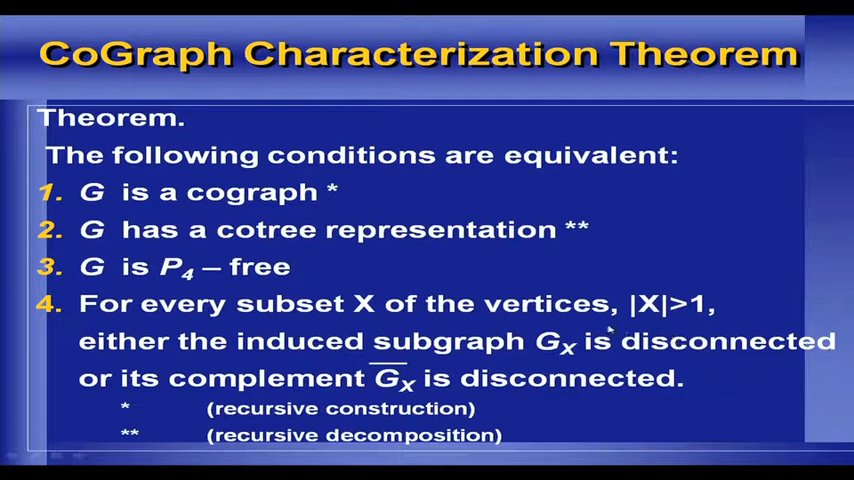 CoGraph Characterization Theorem
Theorem.
The following conditions are equivalent:
1. G is a cograph *
2. G has a cotree representation **
3. G is P₄ – free
4. For every subset X of the vertices, |X|>1,
either the induced subgraph Gₓ is disconnected
or its complement G̅ₓ is disconnected.
* (recursive construction)
** (recursive decomposition)